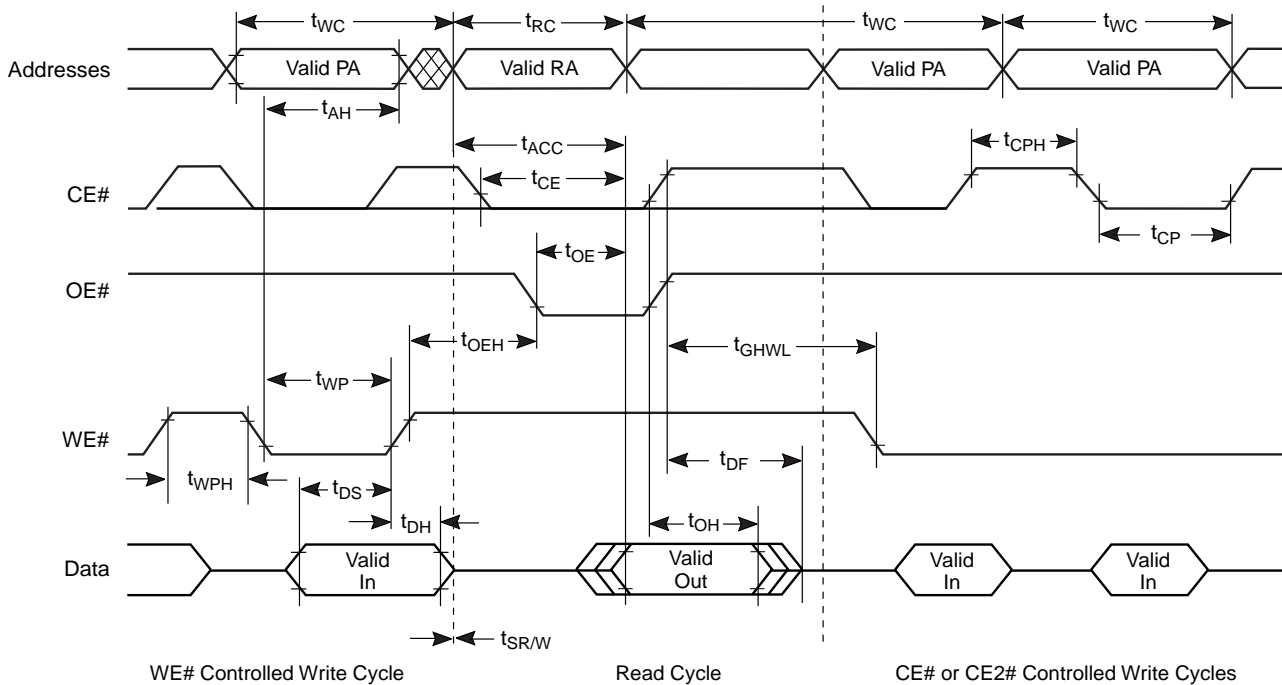 tWC tRC tWC tWC
Addresses Valid PA Valid RA Valid PA Valid PA
tAH
tACC tCPH
CE# tCE
tOE tCP
OE#
tOEH tGHWL
tWP
WE#
tWPH tDS tDF
tDH tOH
Data Valid In Valid Out Valid In Valid In
tSR/W
WE# Controlled Write Cycle Read Cycle CE# or CE2# Controlled Write Cycles